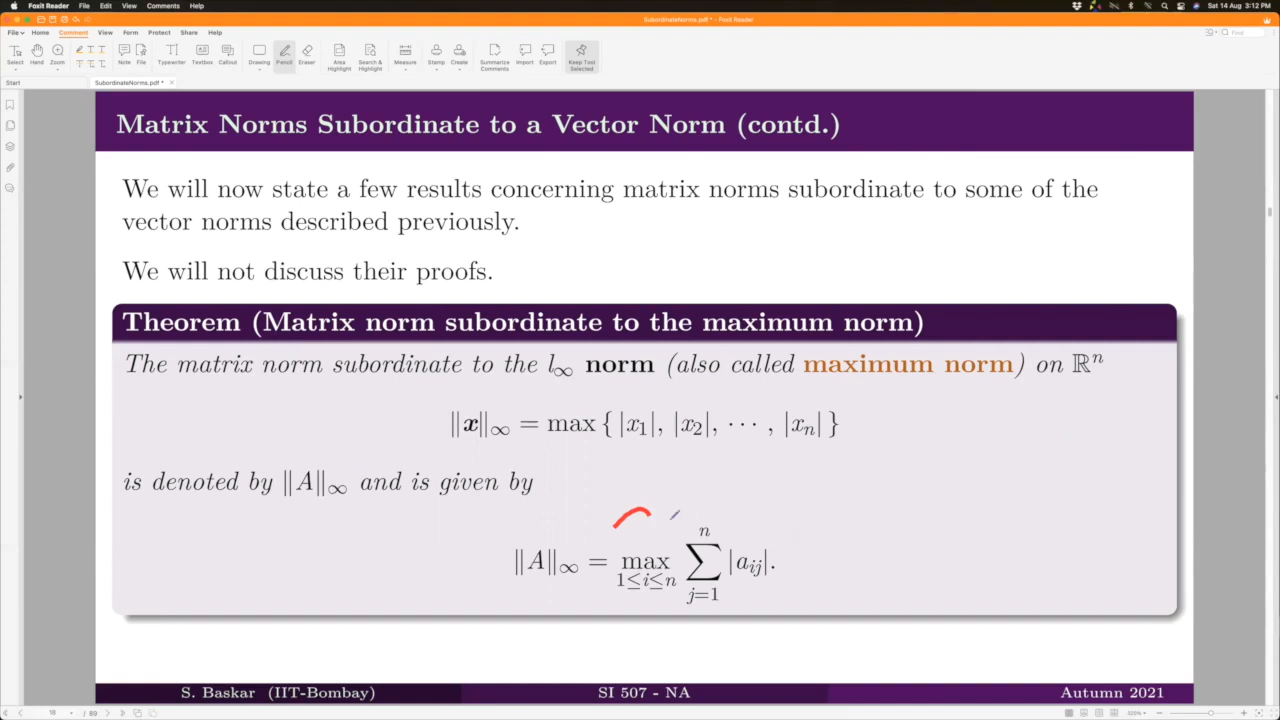 Foxit Reader File Edit View Comments Help Sat 14 Aug 3:12 PM
SubordinateNorms.pdf * - Foxit Reader
File Home Comment View Form Protect Share Help Find
Select Hand Zoom Note File Typewriter Textbox Callout Drawing Pencil Eraser Area Highlight Search & Highlight Measure Stamp Create Summarize Comments Import Export Keep Tool Selected
Start SubordinateNorms.pdf *
Matrix Norms Subordinate to a Vector Norm (contd.)
We will now state a few results concerning matrix norms subordinate to some of the
vector norms described previously.
We will not discuss their proofs.
Theorem (Matrix norm subordinate to the maximum norm)
The matrix norm subordinate to the l∞ norm (also called maximum norm) on ℝⁿ
‖x‖∞ = max { |x₁|, |x₂|, ··· , |xₙ| }
is denoted by ‖A‖∞ and is given by
‖A‖∞ = max 1≤i≤n ∑ j=1 n |aᵢⱼ|.
S. Baskar (IIT-Bombay) SI 507 - NA Autumn 2021
18 / 89